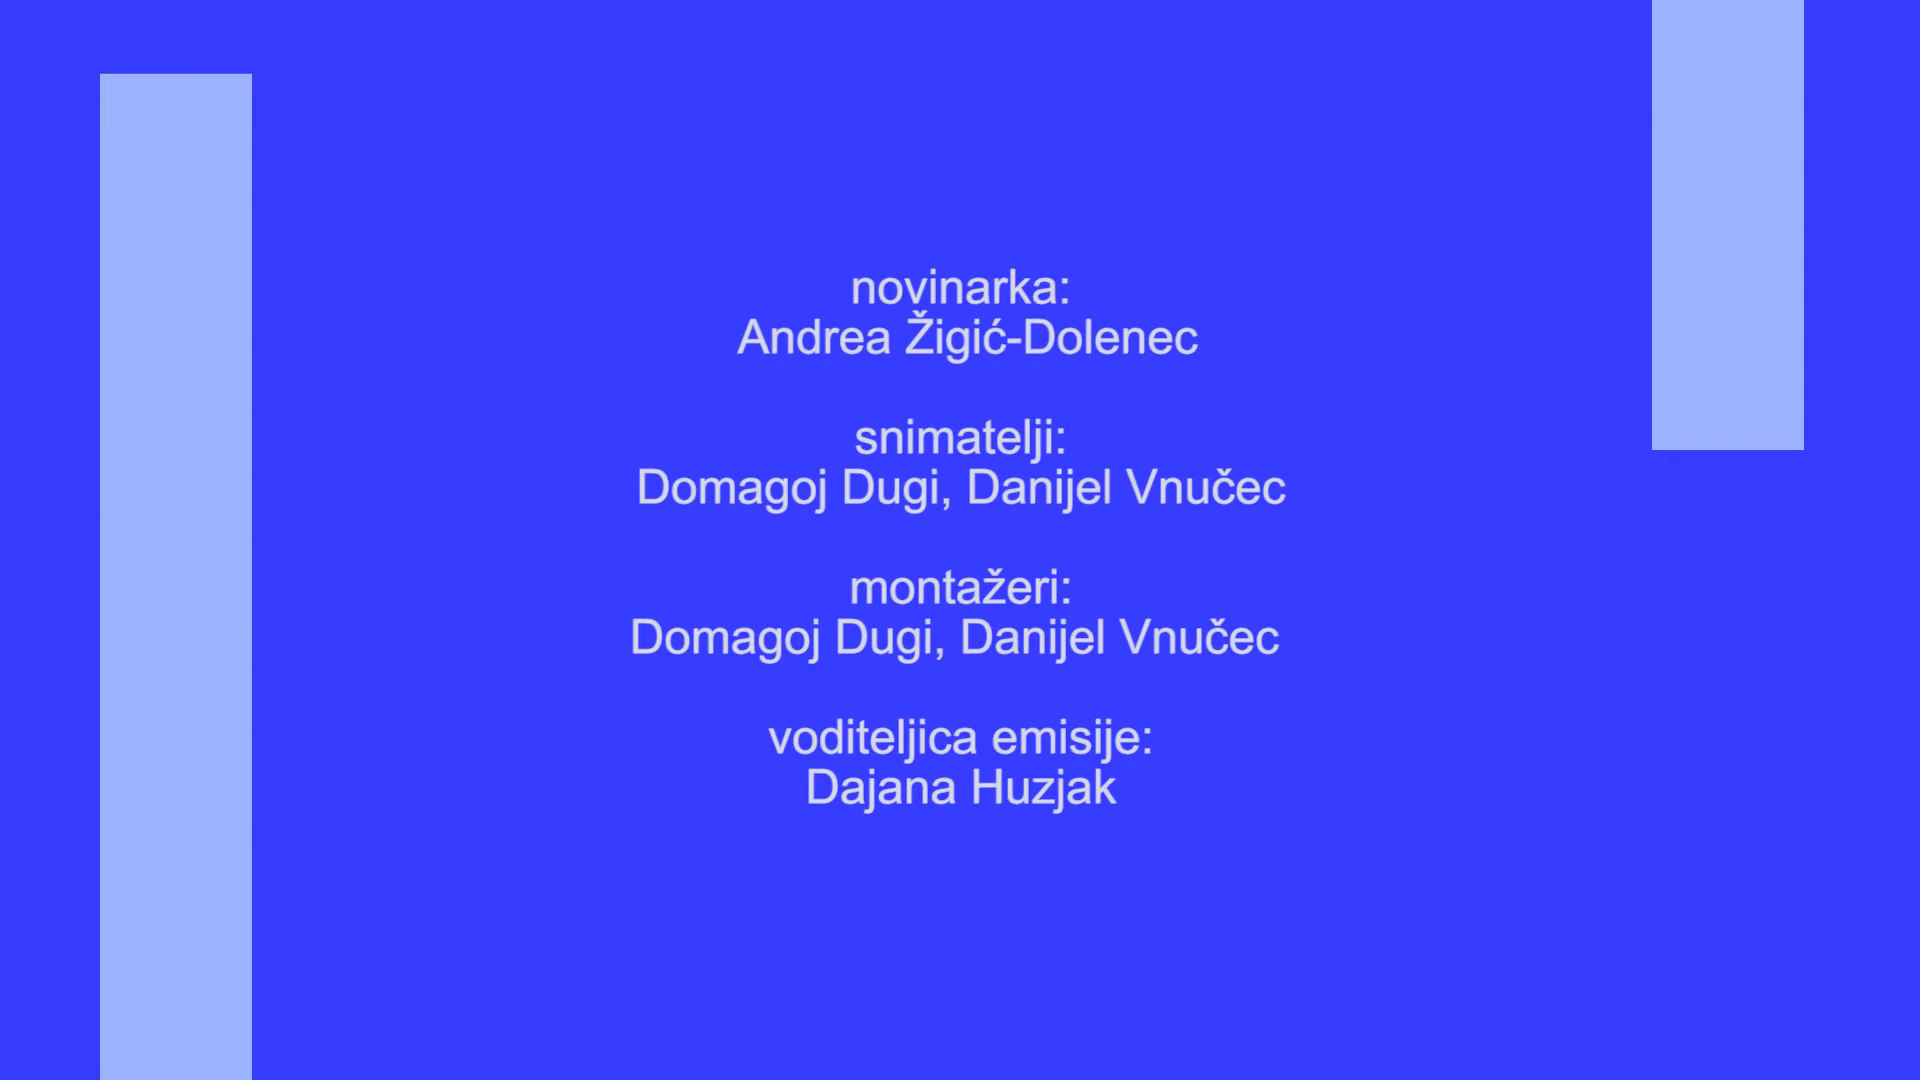 novinarka:
Andrea Žigić-Dolenec
snimatelji:
Domagoj Dugi, Danijel Vnučec
montažeri:
Domagoj Dugi, Danijel Vnučec
voditeljica emisije:
Dajana Huzjak